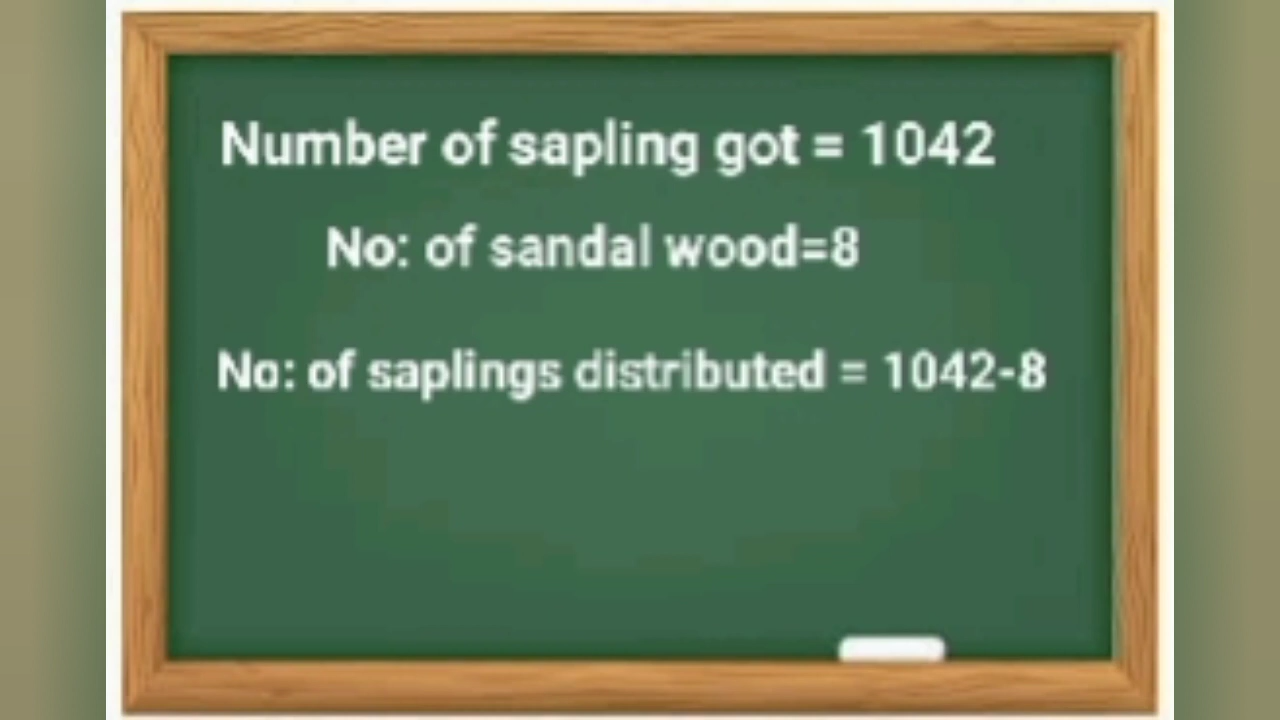 Number of sapling got = 1042
No: of sandal wood=8
No: of saplings distributed = 1042-8